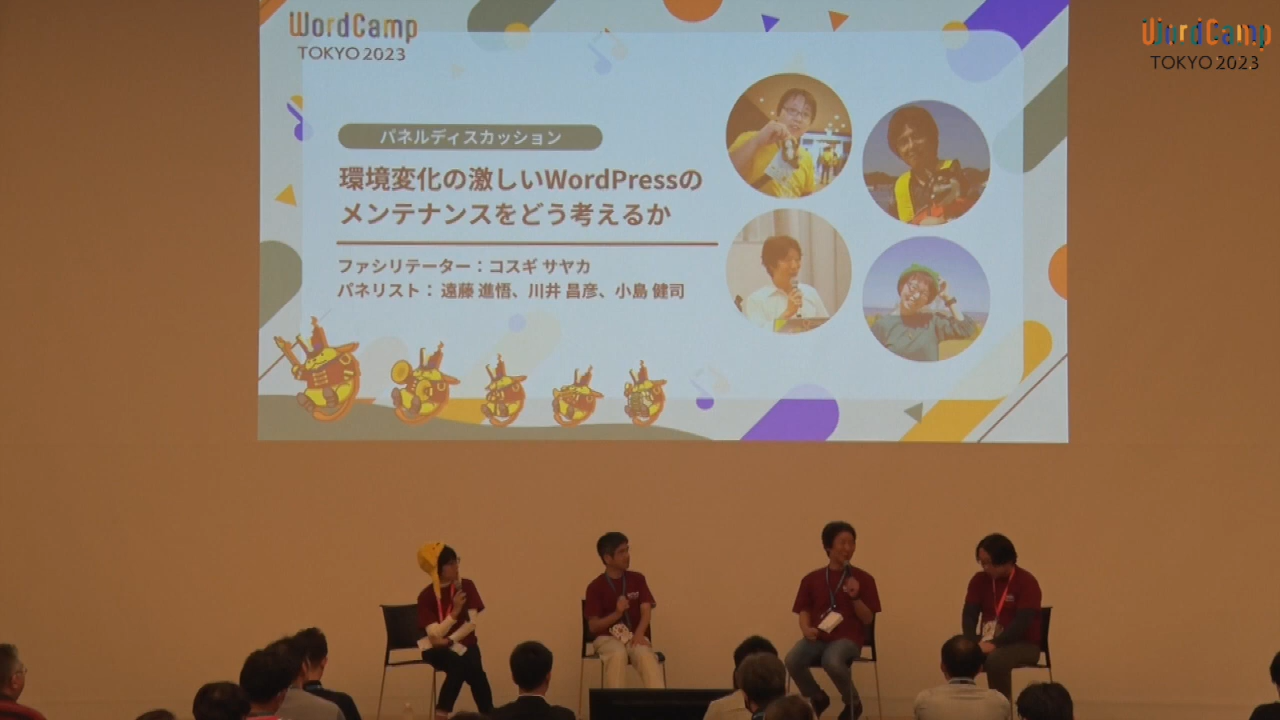 WordCamp
TOKYO 2023
パネルディスカッション
環境変化の激しいWordPressの
メンテナンスをどう考えるか
ファシリテーター：コスギ サヤカ
パネリスト： 遠藤 進悟、川井 昌彦、小島 健司
WordCamp
TOKYO 2023